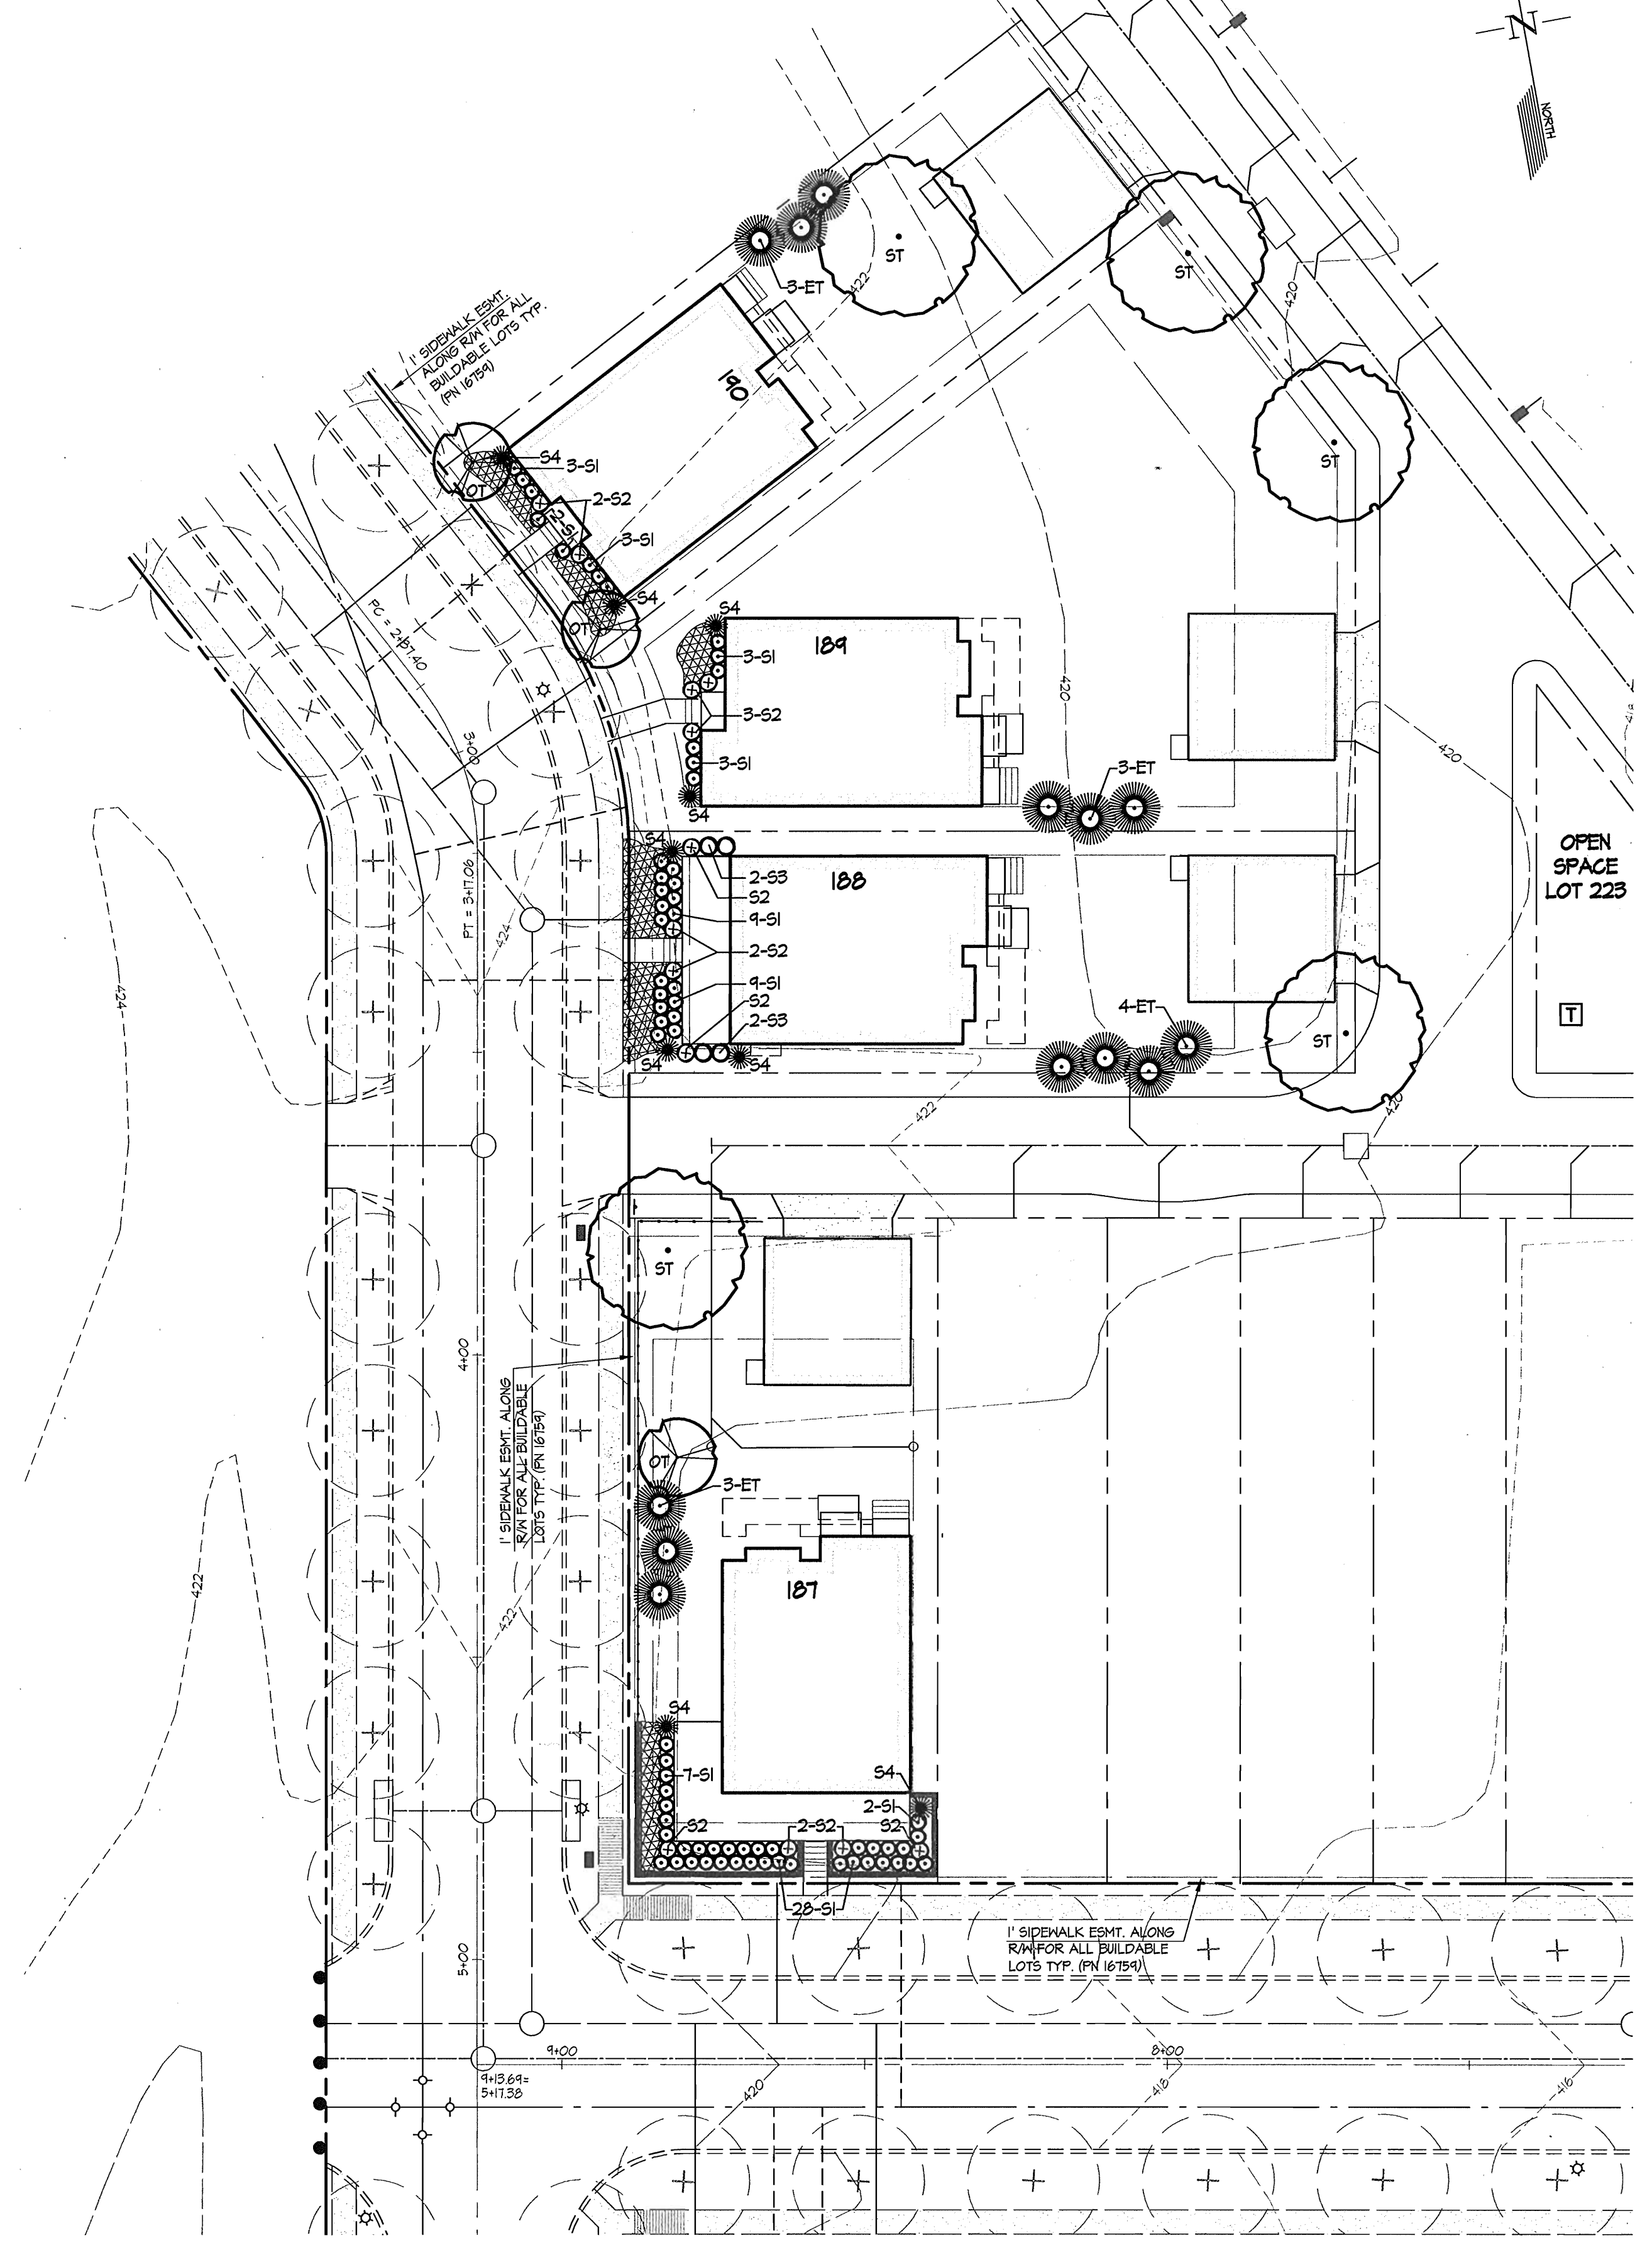 N
NORTH
3-ET
ST
ST
422
420
1' SIDEWALK ESMT.
ALONG R/W FOR ALL
BUILDABLE LOTS TYP.
(PN 16759)
190
ST
OT
S4
3-S1
2-S2
2-S1
3-S1
S4
OT
PC = 2+97.40
S4
189
3-S1
3-S2
3-S1
S4
420
420
418
3+00
3-ET
S4
2-S3
S2
188
9-S1
2-S2
9-S1
S2
2-S3
S4
S4
PT = 3+17.06
424
424
OPEN
SPACE
LOT 223
T
4-ET
ST
422
420
ST
4+00
1' SIDEWALK ESMT. ALONG
R/W FOR ALL BUILDABLE
LOTS TYP. (PN 16759)
OT
3-ET
187
422
422
S4
7-S1
S4
2-S1
S2
2-S2
S2
28-S1
1' SIDEWALK ESMT. ALONG
R/W FOR ALL BUILDABLE
LOTS TYP. (PN 16759)
5+00
9+00
8+00
9+13.69=
5+17.38
420
418
416